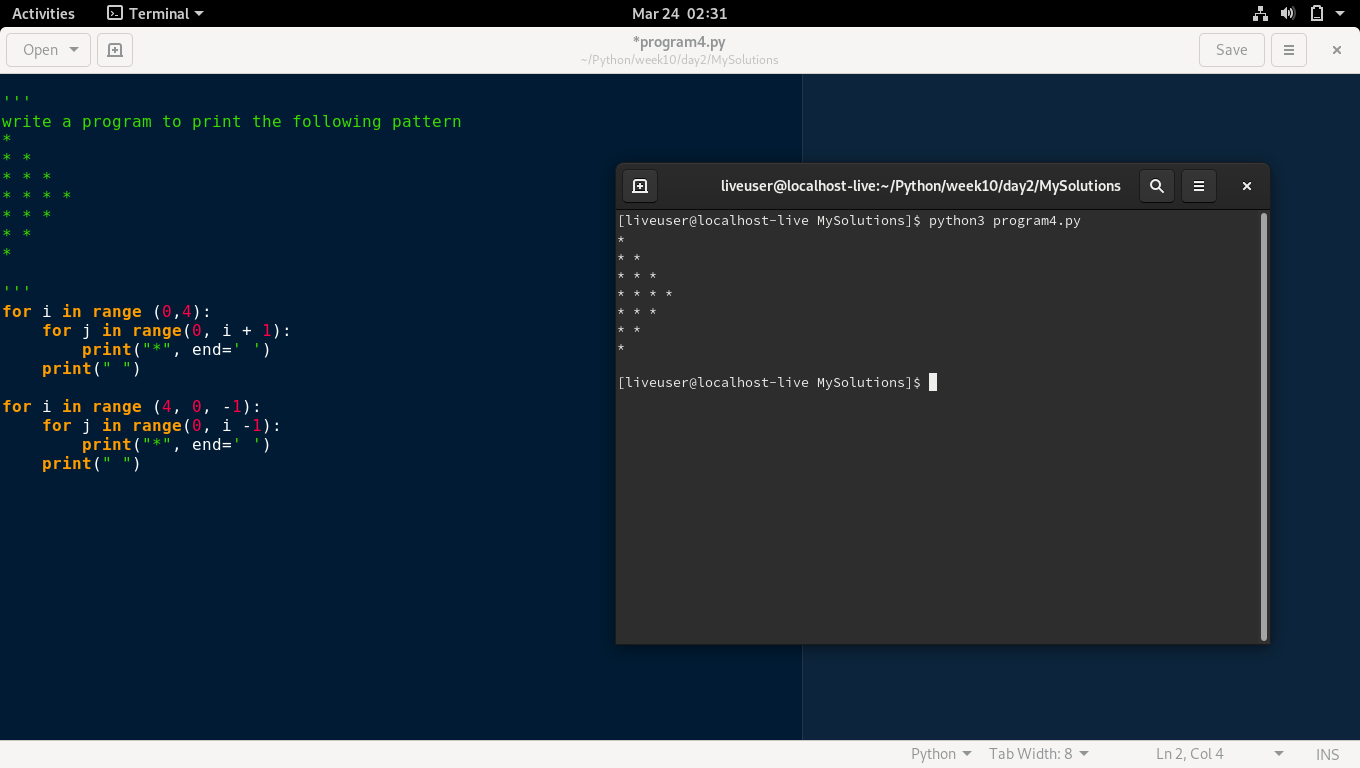 Activities Terminal Mar 24 02:31
Open *program4.py Save
~/Python/week10/day2/MySolutions
'''
write a program to print the following pattern
*
* *
* * *
* * * *
* * *
* *
*
'''
for i in range (0,4):
    for j in range(0, i + 1):
        print("*", end=' ')
    print(" ")
for i in range (4, 0, -1):
    for j in range(0, i -1):
        print("*", end=' ')
    print(" ")
liveuser@localhost-live:~/Python/week10/day2/MySolutions
[liveuser@localhost-live MySolutions]$ python3 program4.py
*
* *
* * *
* * * *
* * *
* *
*
[liveuser@localhost-live MySolutions]$
Python Tab Width: 8 Ln 2, Col 4 INS